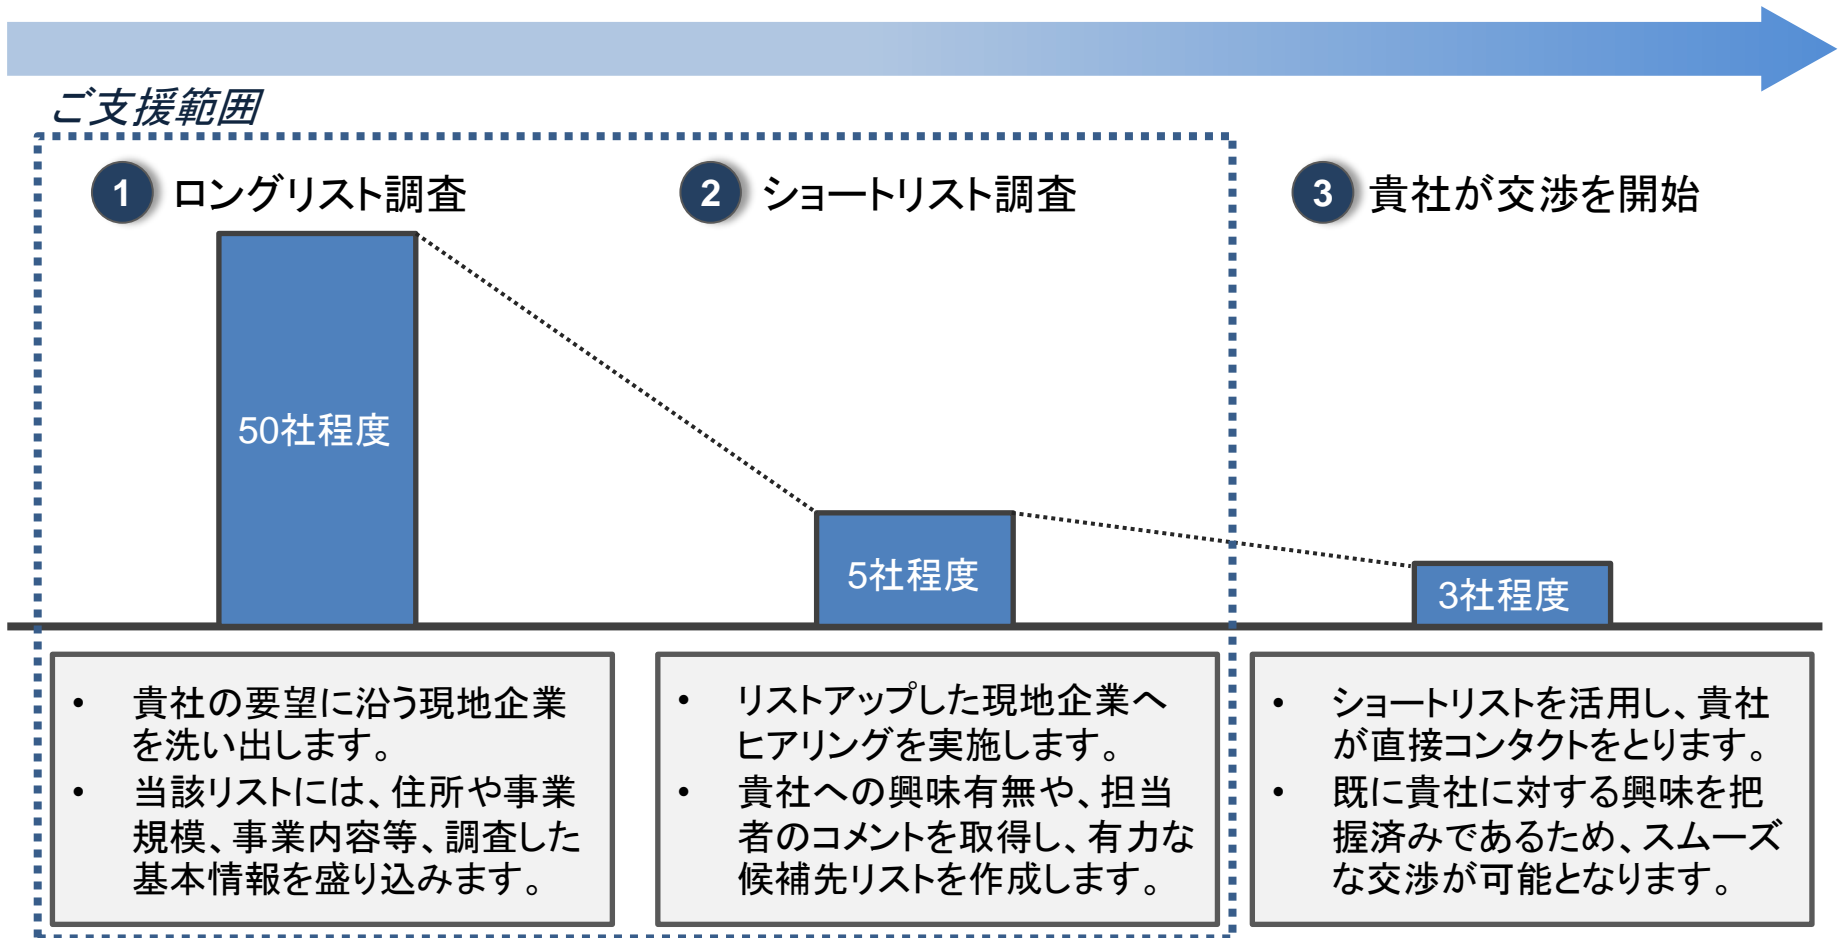 ご支援範囲
1 ロングリスト調査
2 ショートリスト調査
3 貴社が交渉を開始
50社程度
5社程度
3社程度
• 貴社の要望に沿う現地企業
を洗い出します。
• 当該リストには、住所や事業
規模、事業内容等、調査した
基本情報を盛り込みます。
• リストアップした現地企業へ
ヒアリングを実施します。
• 貴社への興味有無や、担当
者のコメントを取得し、有力な
候補先リストを作成します。
• ショートリストを活用し、貴社
が直接コンタクトをとります。
• 既に貴社に対する興味を把
握済みであるため、スムーズ
な交渉が可能となります。